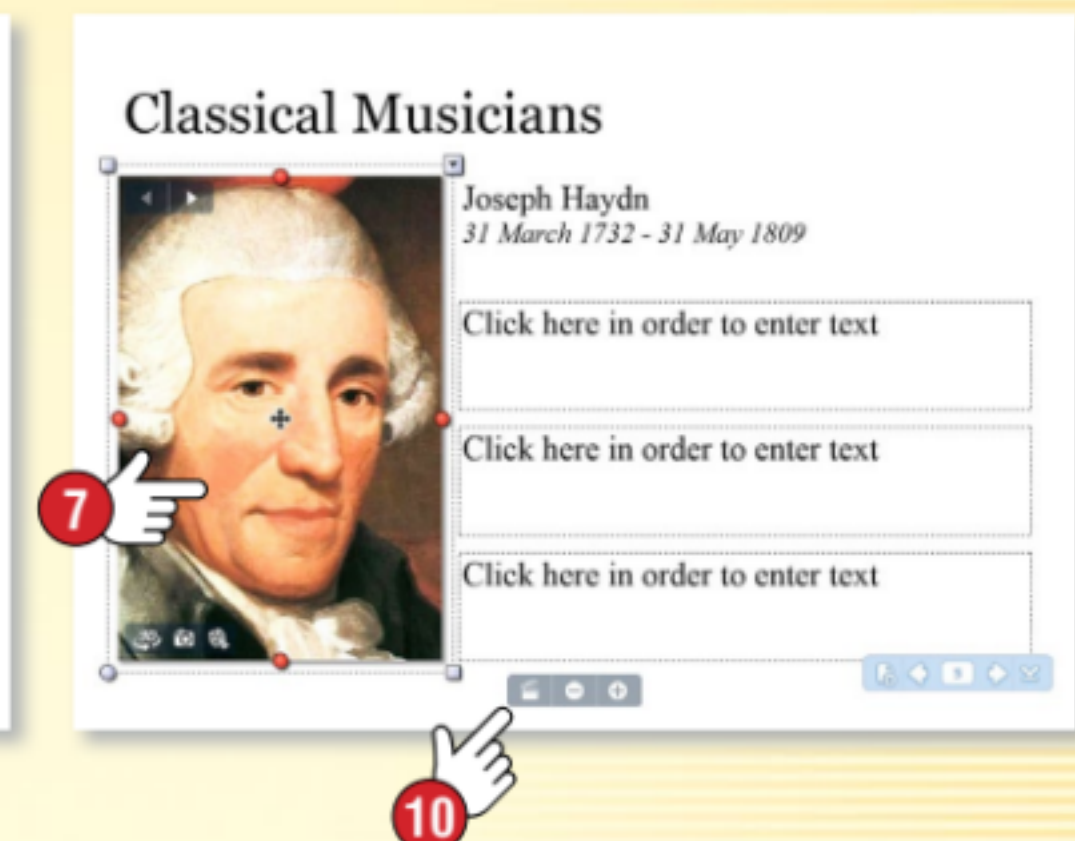 Classical Musicians
Joseph Haydn
31 March 1732 - 31 May 1809
Click here in order to enter text
Click here in order to enter text
Click here in order to enter text
9
7
10